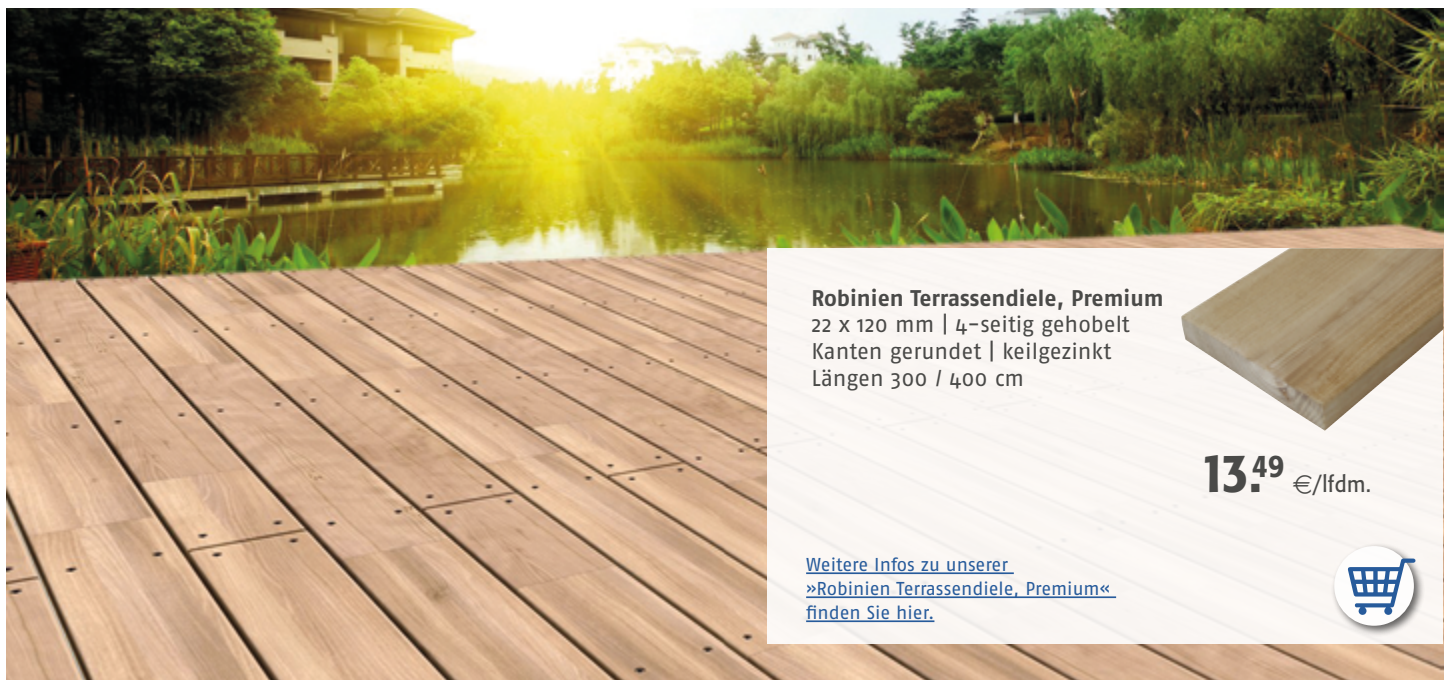 Robinien Terrassendiele, Premium
22 x 120 mm | 4-seitig gehobelt
Kanten gerundet | keilgezinkt
Längen 300 / 400 cm
13.49 €/lfdm.
Weitere Infos zu unserer
»Robinien Terrassendiele, Premium«
finden Sie hier.